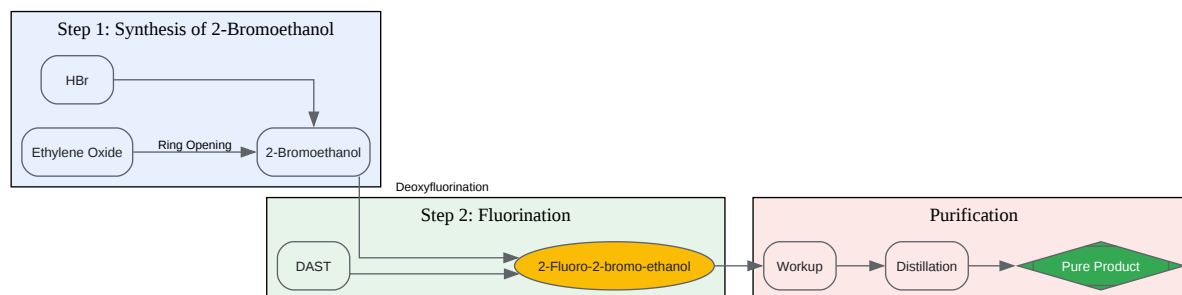 Step 1: Synthesis of 2-Bromoethanol
HBr
Ethylene Oxide
Ring Opening
2-Bromoethanol
Deoxyfluorination
Step 2: Fluorination
DAST
2-Fluoro-2-bromo-ethanol
Purification
Workup
Distillation
Pure Product